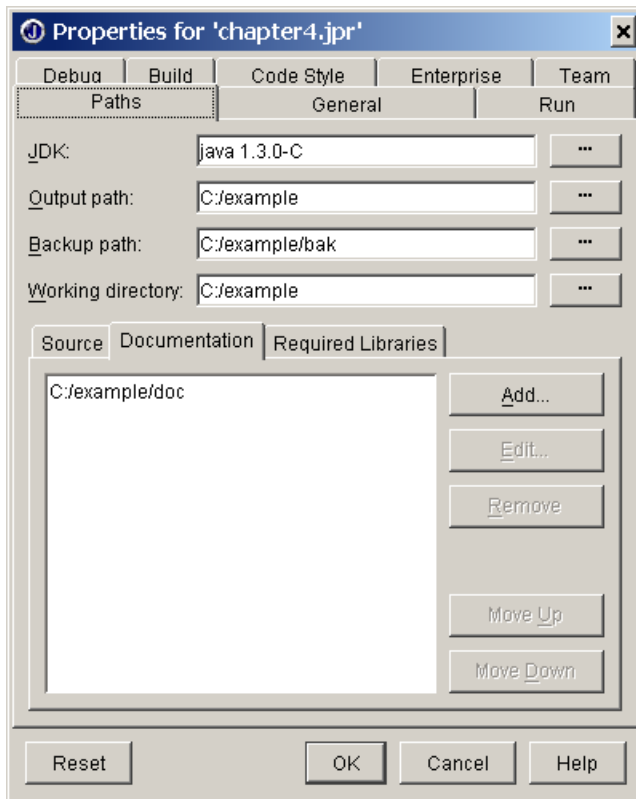 Properties for 'chapter4.jpr'
Debug Build Code Style Enterprise Team
Paths General Run
JDK: java 1.3.0-C ...
Output path: C:/example ...
Backup path: C:/example/bak ...
Working directory: C:/example ...
Source Documentation Required Libraries
C:/example/doc
Add...
Edit...
Remove
Move Up
Move Down
Reset OK Cancel Help